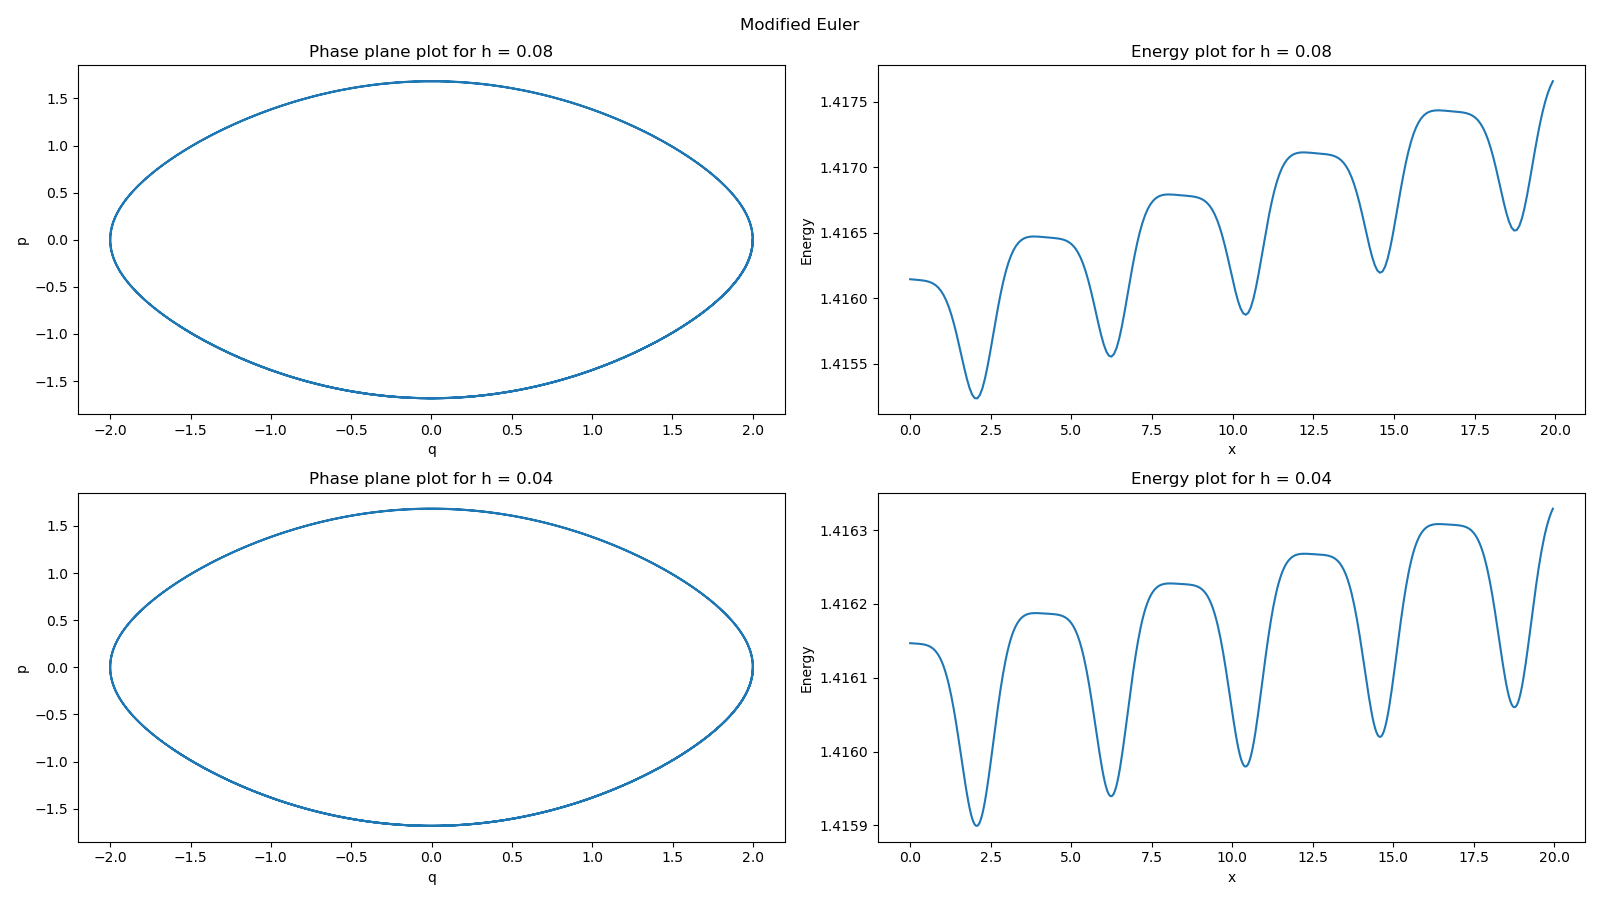 Modified Euler
Phase plane plot for h = 0.08
1.5
1.0
0.5
0.0
−0.5
−1.0
−1.5
p
−2.0 −1.5 −1.0 −0.5 0.0 0.5 1.0 1.5 2.0
q
Energy plot for h = 0.08
1.4175
1.4170
1.4165
1.4160
1.4155
Energy
0.0 2.5 5.0 7.5 10.0 12.5 15.0 17.5 20.0
x
Phase plane plot for h = 0.04
1.5
1.0
0.5
0.0
−0.5
−1.0
−1.5
p
−2.0 −1.5 −1.0 −0.5 0.0 0.5 1.0 1.5 2.0
q
Energy plot for h = 0.04
1.4163
1.4162
1.4161
1.4160
1.4159
Energy
0.0 2.5 5.0 7.5 10.0 12.5 15.0 17.5 20.0
x